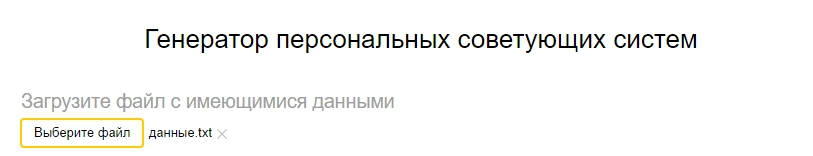 Генератор персональных советующих систем
Загрузите файл с имеющимися данными
Выберите файл данные.txt